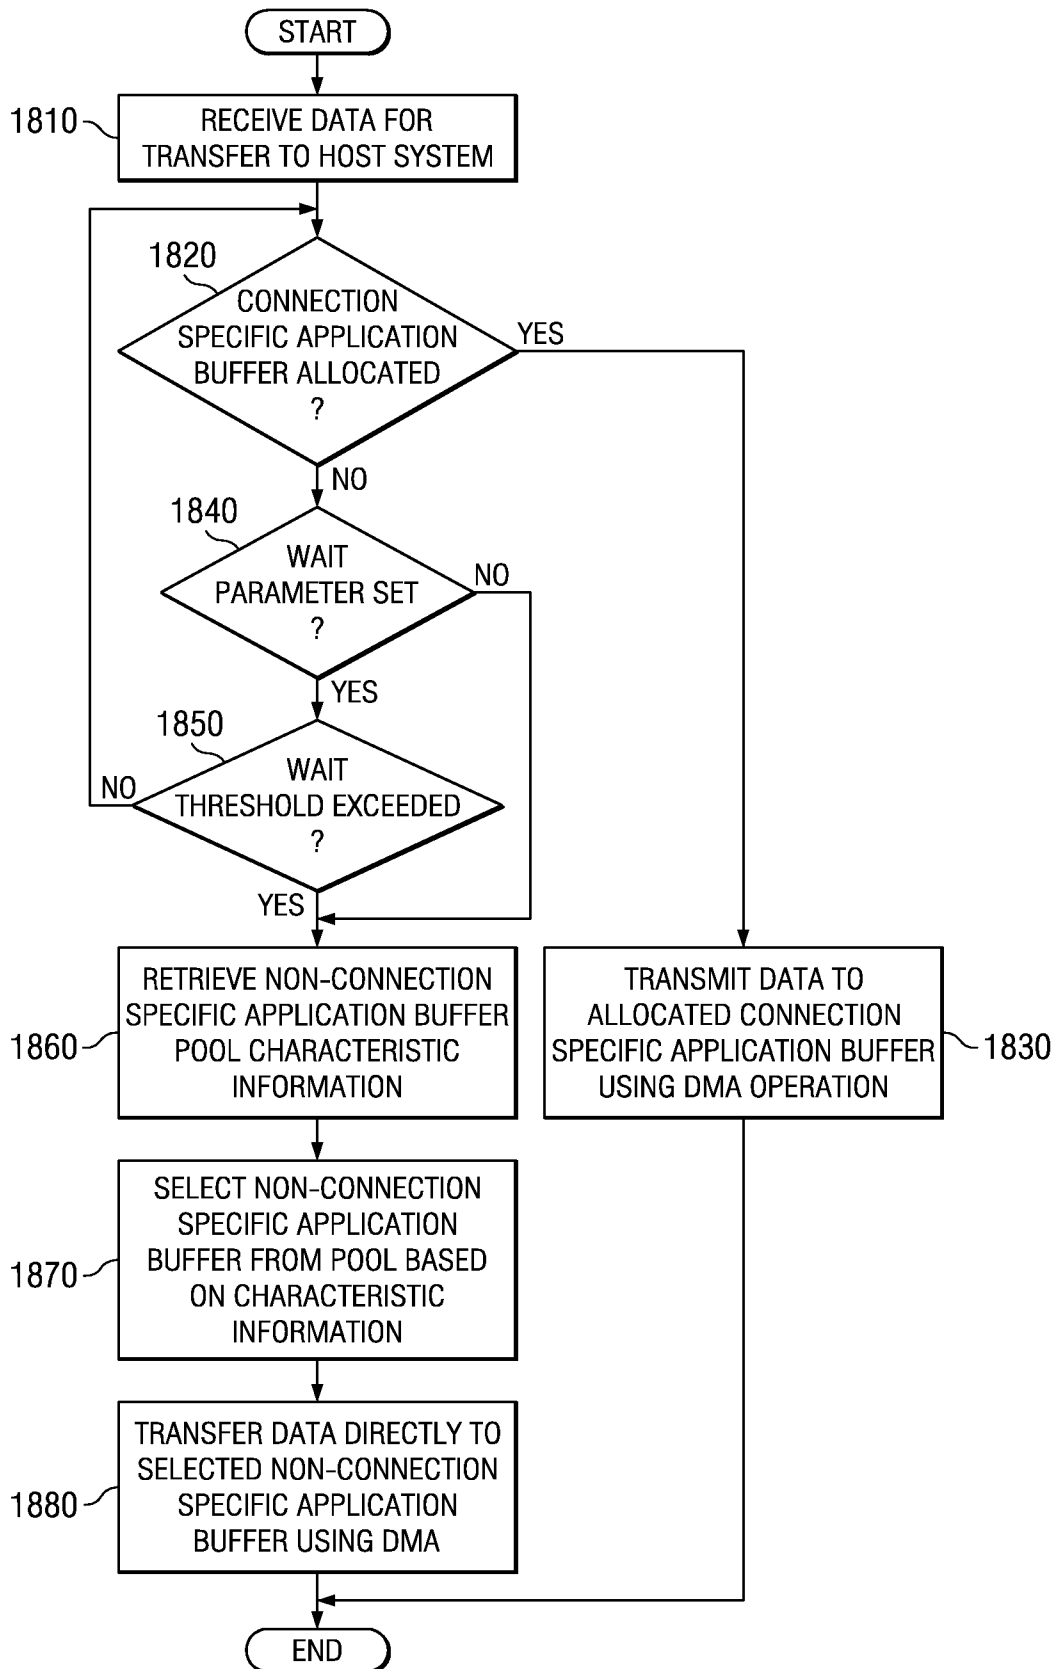 START
1810
RECEIVE DATA FOR
TRANSFER TO HOST SYSTEM
1820
CONNECTION
SPECIFIC APPLICATION
BUFFER ALLOCATED
?
YES
NO
1840
WAIT
PARAMETER SET
?
NO
YES
1850
WAIT
THRESHOLD EXCEEDED
?
NO
YES
1860
RETRIEVE NON-CONNECTION
SPECIFIC APPLICATION BUFFER
POOL CHARACTERISTIC
INFORMATION
TRANSMIT DATA TO
ALLOCATED CONNECTION
SPECIFIC APPLICATION BUFFER
USING DMA OPERATION
1830
1870
SELECT NON-CONNECTION
SPECIFIC APPLICATION
BUFFER FROM POOL BASED
ON CHARACTERISTIC
INFORMATION
1880
TRANSFER DATA DIRECTLY TO
SELECTED NON-CONNECTION
SPECIFIC APPLICATION
BUFFER USING DMA
END